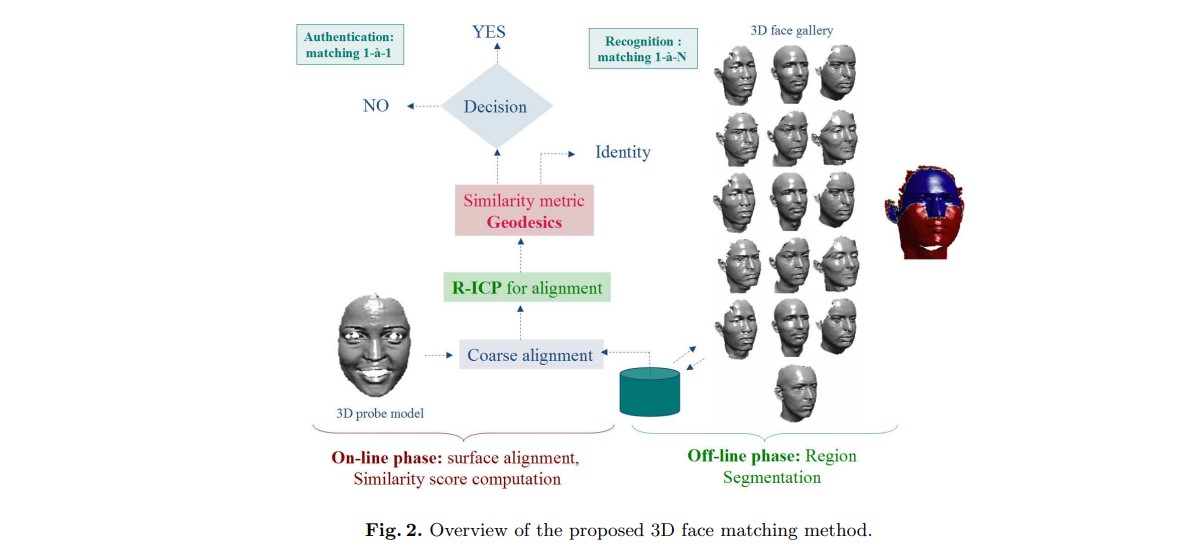 YES
Authentication:
matching 1-à-1
Recognition :
matching 1-à-N
3D face gallery
NO
Decision
Identity
Similarity metric
Geodesics
R-ICP for alignment
Coarse alignment
3D probe model
On-line phase: surface alignment,
Similarity score computation
Off-line phase: Region
Segmentation
Fig. 2. Overview of the proposed 3D face matching method.